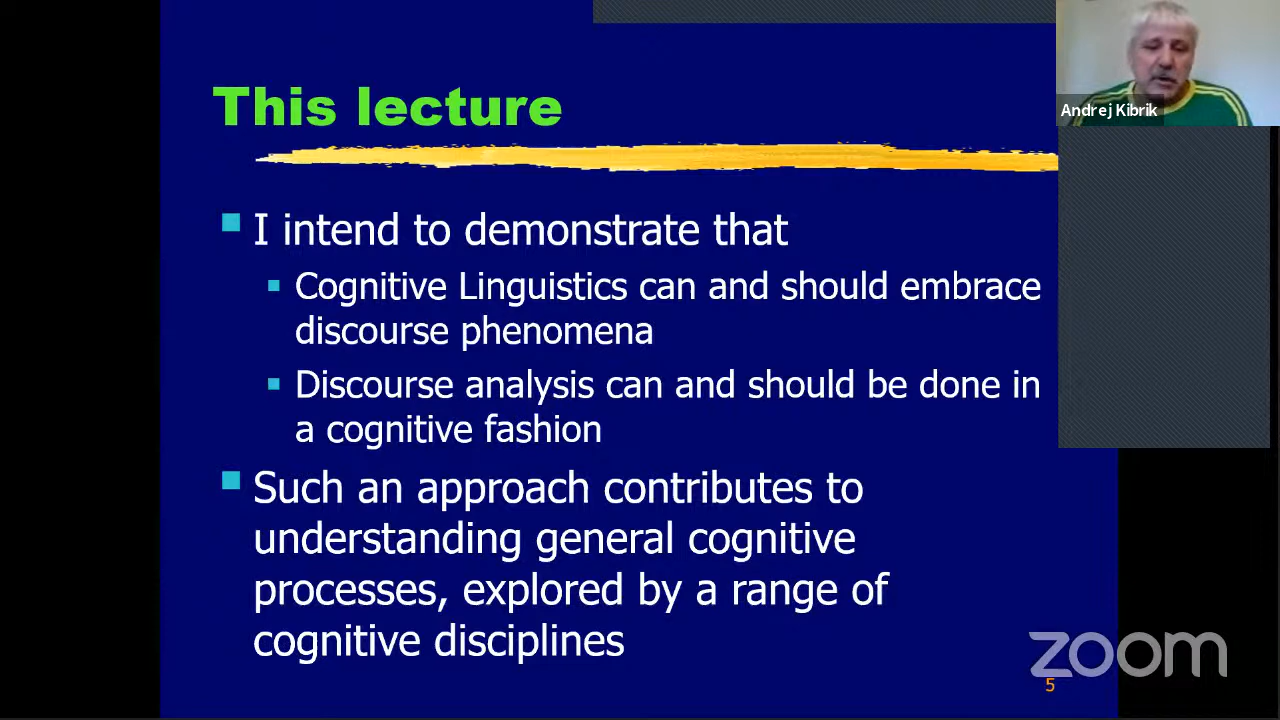 This lecture
Andrej Kibrik
I intend to demonstrate that
Cognitive Linguistics can and should embrace
discourse phenomena
Discourse analysis can and should be done in
a cognitive fashion
Such an approach contributes to
understanding general cognitive
processes, explored by a range of
cognitive disciplines
zoom
5